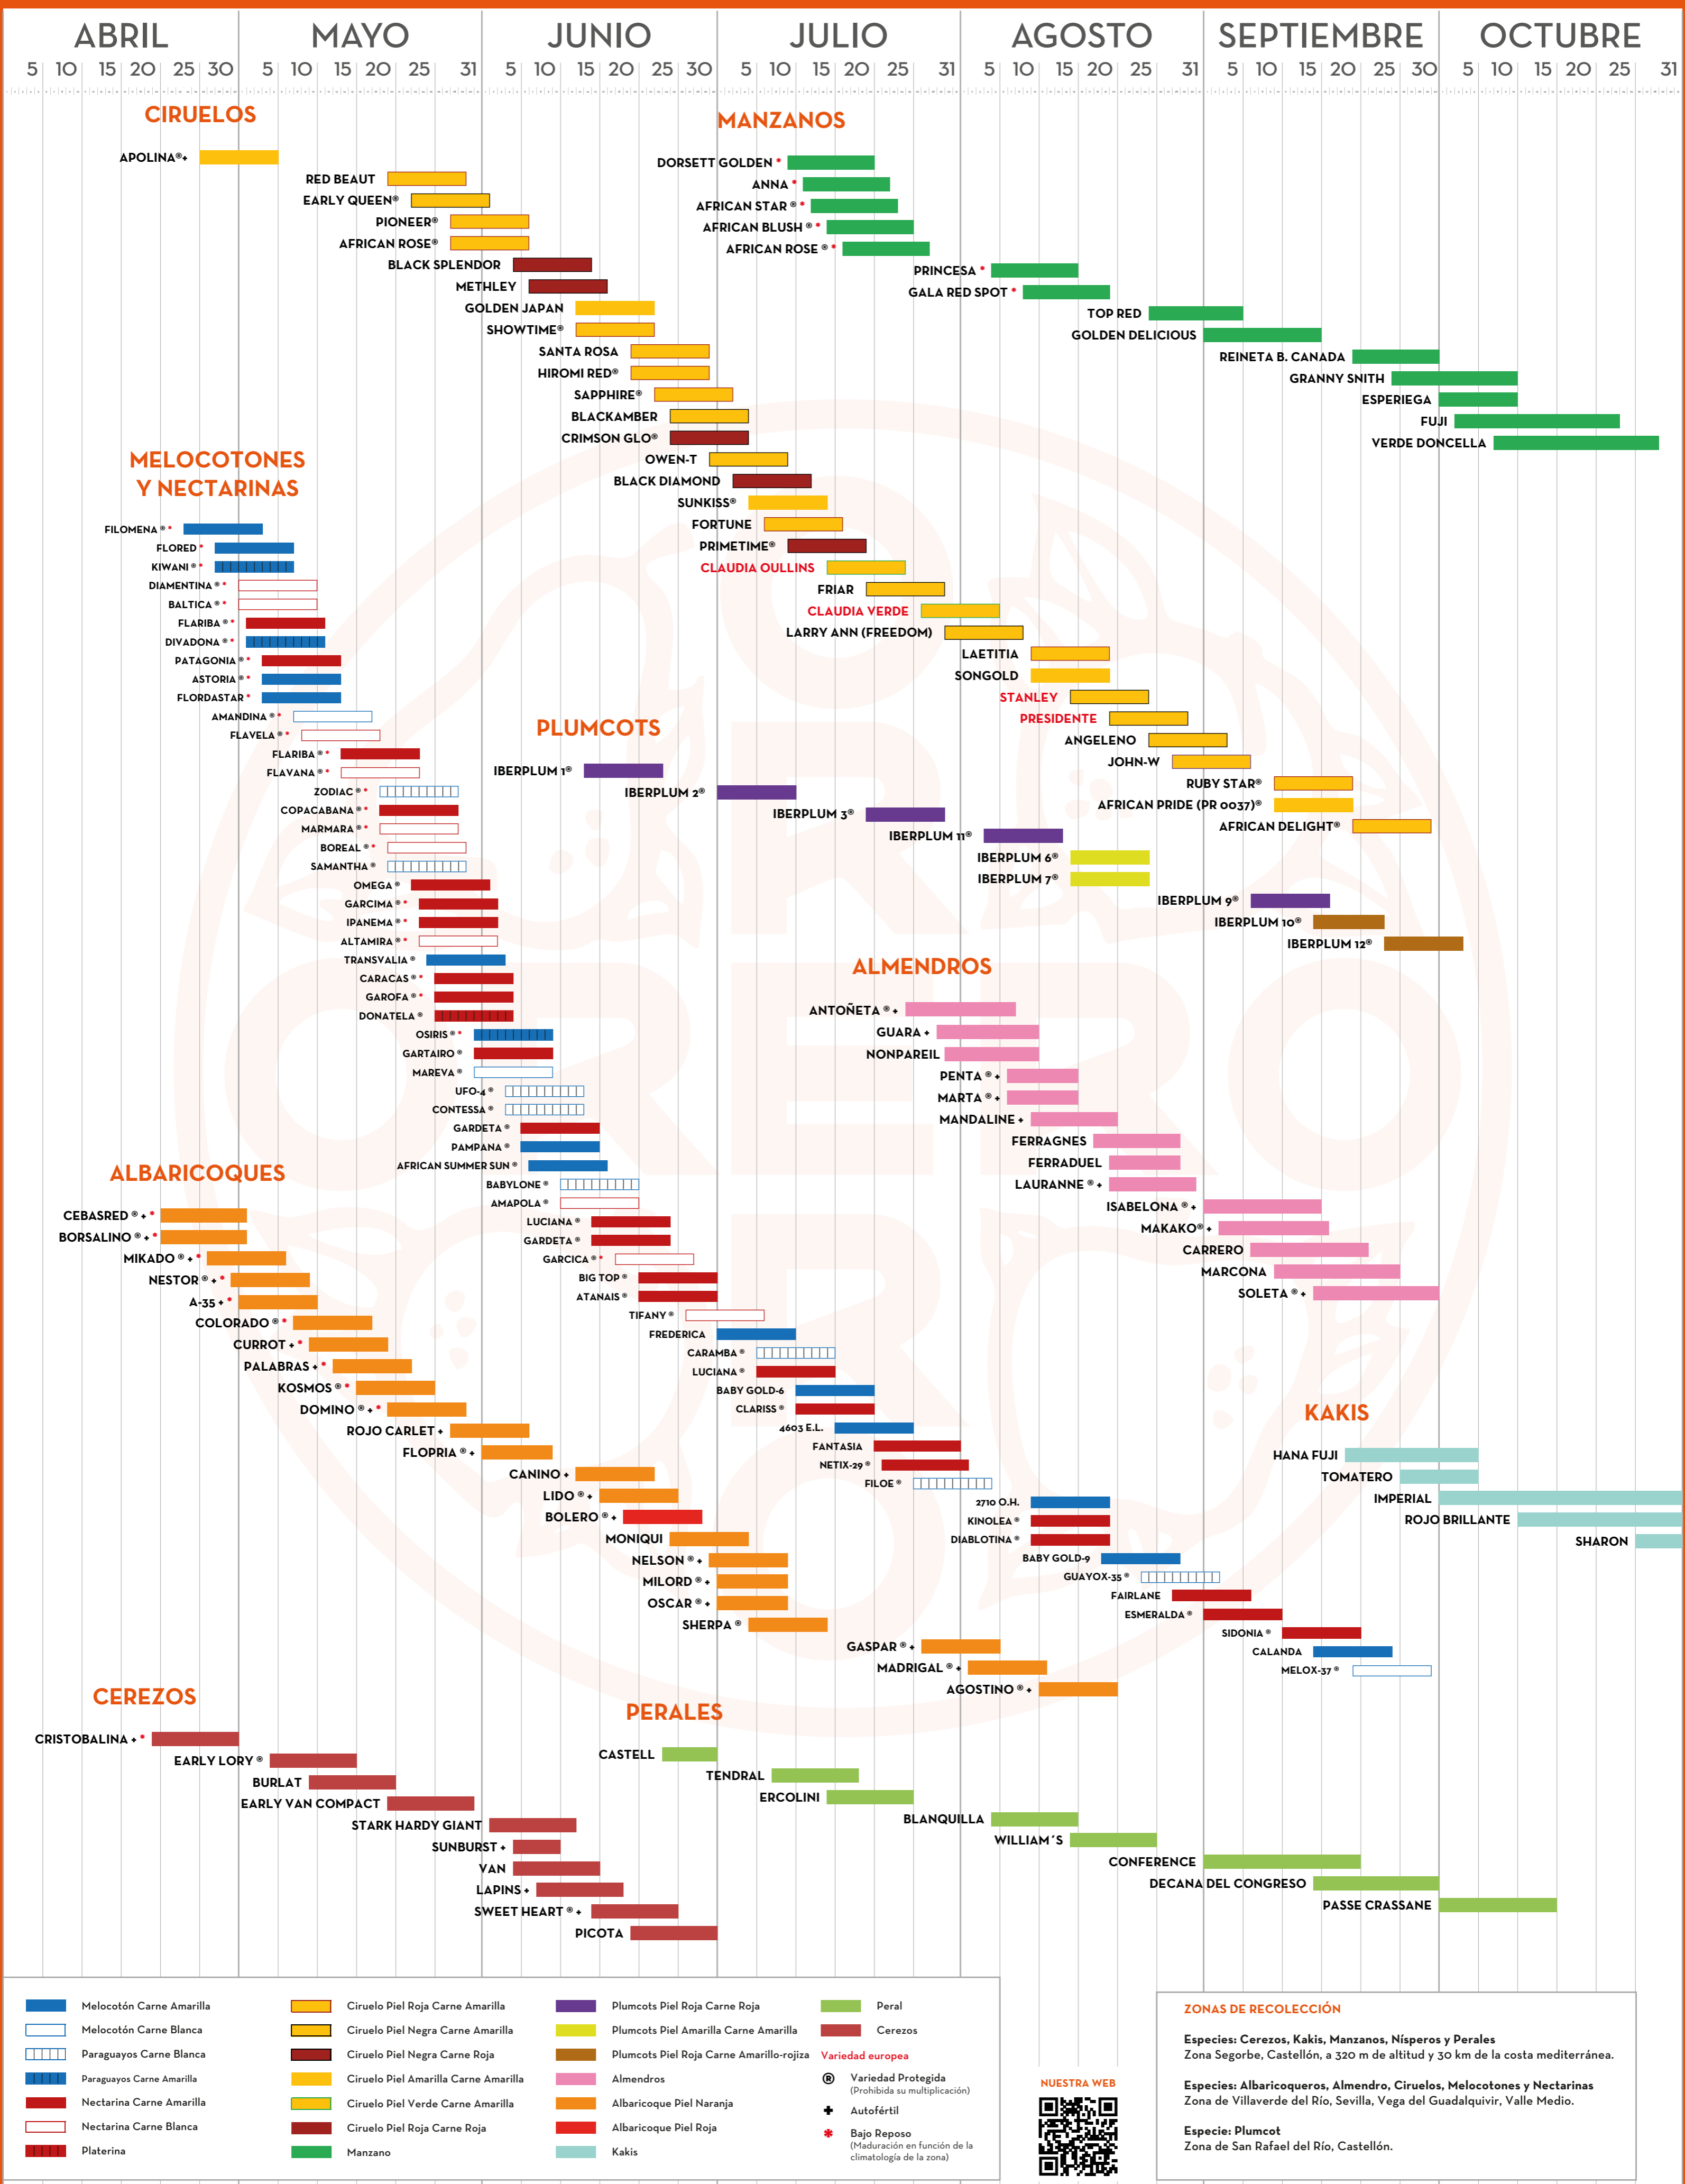 ABRIL MAYO JUNIO JULIO AGOSTO SEPTIEMBRE OCTUBRE
5 10 15 20 25 30 5 10 15 20 25 31 5 10 15 20 25 30 5 10 15 20 25 31 5 10 15 20 25 31 5 10 15 20 25 30 5 10 15 20 25 31
CIRUELOS
APOLINA®+
RED BEAUT
EARLY QUEEN®
PIONEER®
AFRICAN ROSE®
BLACK SPLENDOR
METHLEY
GOLDEN JAPAN
SHOWTIME®
SANTA ROSA
HIROMI RED®
SAPPHIRE®
BLACKAMBER
CRIMSON GLO®
OWEN-T
BLACK DIAMOND
SUNKISS®
FORTUNE
PRIMETIME®
CLAUDIA OULLINS
FRIAR
CLAUDIA VERDE
LARRY ANN (FREEDOM)
LAETITIA
SONGOLD
STANLEY
PRESIDENTE
ANGELENO
JOHN-W
RUBY STAR®
AFRICAN PRIDE (PR 0037)®
AFRICAN DELIGHT®
MANZANOS
DORSETT GOLDEN *
ANNA *
AFRICAN STAR ® *
AFRICAN BLUSH ® *
AFRICAN ROSE ® *
PRINCESA *
GALA RED SPOT *
TOP RED
GOLDEN DELICIOUS
REINETA B. CANADA
GRANNY SNITH
ESPERIEGA
FUJI
VERDE DONCELLA
MELOCOTONES
Y NECTARINAS
FILOMENA ® *
FLORED *
KIWANI ® *
DIAMENTINA ® *
BALTICA ® *
FLARIBA ® *
DIVADONA ® *
PATAGONIA ® *
ASTORIA ® *
FLORDASTAR *
AMANDINA ® *
FLAVELA ® *
FLARIBA ® *
FLAVANA ® *
ZODIAC ® *
COPACABANA ® *
MARMARA ® *
BOREAL ® *
SAMANTHA ®
OMEGA ®
GARCIMA ® *
IPANEMA ® *
ALTAMIRA ® *
TRANSVALIA ®
CARACAS ® *
GAROFA ® *
DONATELA ®
OSIRIS ® *
GARTAIRO ®
MAREVA ®
UFO-4 ®
CONTESSA ®
GARDETA ®
PAMPANA ®
AFRICAN SUMMER SUN ®
BABYLONE ®
AMAPOLA ®
LUCIANA ®
GARDETA ®
GARCICA ® *
BIG TOP ®
ATANAIS ®
TIFANY ®
FREDERICA
CARAMBA ®
LUCIANA ®
BABY GOLD-6
CLARISS ®
4603 E.L.
FANTASIA
NETIX-29 ®
FILOE ®
2710 O.H.
KINOLEA ®
DIABLOTINA ®
BABY GOLD-9
GUAYOX-35 ®
FAIRLANE
ESMERALDA ®
SIDONIA ®
CALANDA
MELOX-37 ®
PLUMCOTS
IBERPLUM 1®
IBERPLUM 2®
IBERPLUM 3®
IBERPLUM 11®
IBERPLUM 6®
IBERPLUM 7®
IBERPLUM 9®
IBERPLUM 10®
IBERPLUM 12®
ALMENDROS
ANTOÑETA ® +
GUARA +
NONPAREIL
PENTA ® +
MARTA ® +
MANDALINE +
FERRAGNES
FERRADUEL
LAURANNE ® +
ISABELONA ® +
MAKAKO® +
CARRERO
MARCONA
SOLETA ® +
ALBARICOQUES
CEBASRED ® + *
BORSALINO ® + *
MIKADO ® + *
NESTOR ® + *
A-35 + *
COLORADO ® *
CURROT + *
PALABRAS + *
KOSMOS ® *
DOMINO ® + *
ROJO CARLET +
FLOPRIA ® +
CANINO +
LIDO ® +
BOLERO ® +
MONIQUI
NELSON ® +
MILORD ® +
OSCAR ® +
SHERPA ®
GASPAR ® +
MADRIGAL ® +
AGOSTINO ® +
KAKIS
HANA FUJI
TOMATERO
IMPERIAL
ROJO BRILLANTE
SHARON
CEREZOS
CRISTOBALINA + *
EARLY LORY ®
BURLAT
EARLY VAN COMPACT
STARK HARDY GIANT
SUNBURST +
VAN
LAPINS +
SWEET HEART ® +
PICOTA
PERALES
CASTELL
TENDRAL
ERCOLINI
BLANQUILLA
WILLIAM´S
CONFERENCE
DECANA DEL CONGRESO
PASSE CRASSANE
ORERO
Melocotón Carne Amarilla
Melocotón Carne Blanca
Paraguayos Carne Blanca
Paraguayos Carne Amarilla
Nectarina Carne Amarilla
Nectarina Carne Blanca
Platerina
Ciruelo Piel Roja Carne Amarilla
Ciruelo Piel Negra Carne Amarilla
Ciruelo Piel Negra Carne Roja
Ciruelo Piel Amarilla Carne Amarilla
Ciruelo Piel Verde Carne Amarilla
Ciruelo Piel Roja Carne Roja
Manzano
Plumcots Piel Roja Carne Roja
Plumcots Piel Amarilla Carne Amarilla
Plumcots Piel Roja Carne Amarillo-rojiza
Almendros
Albaricoque Piel Naranja
Albaricoque Piel Roja
Kakis
Peral
Cerezos
Variedad europea
® Variedad Protegida
(Prohibida su multiplicación)
+ Autofértil
* Bajo Reposo
(Maduración en función de la
climatología de la zona)
NUESTRA WEB
ZONAS DE RECOLECCIÓN
Especies: Cerezos, Kakis, Manzanos, Nísperos y Perales
Zona Segorbe, Castellón, a 320 m de altitud y 30 km de la costa mediterránea.
Especies: Albaricoqueros, Almendro, Ciruelos, Melocotones y Nectarinas
Zona de Villaverde del Río, Sevilla, Vega del Guadalquivir, Valle Medio.
Especie: Plumcot
Zona de San Rafael del Río, Castellón.